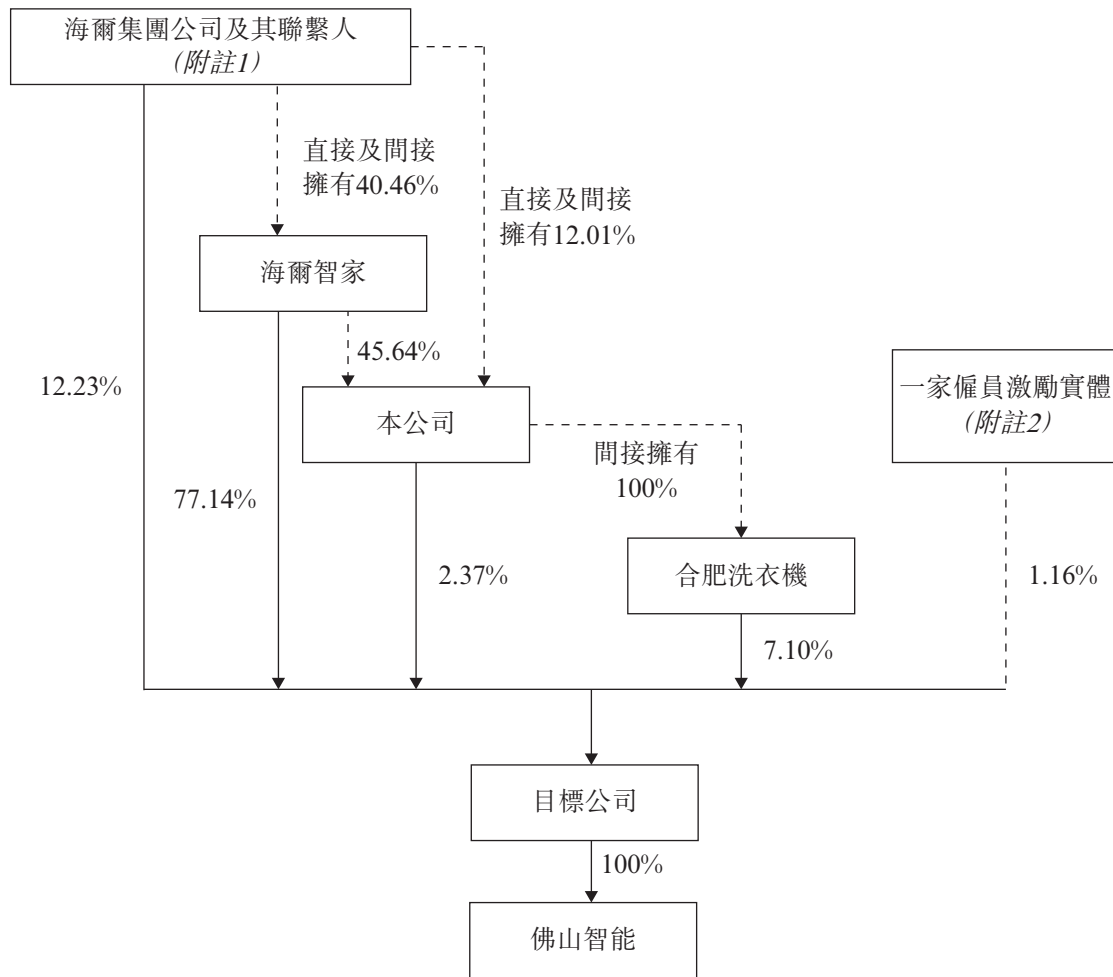 海爾集團公司及其聯繫人
(附註1)
直接及間接
擁有40.46%
直接及間接
擁有12.01%
海爾智家
45.64%
12.23%
本公司
一家僱員激勵實體
(附註2)
間接擁有
100%
77.14%
2.37%
合肥洗衣機
1.16%
7.10%
目標公司
100%
佛山智能